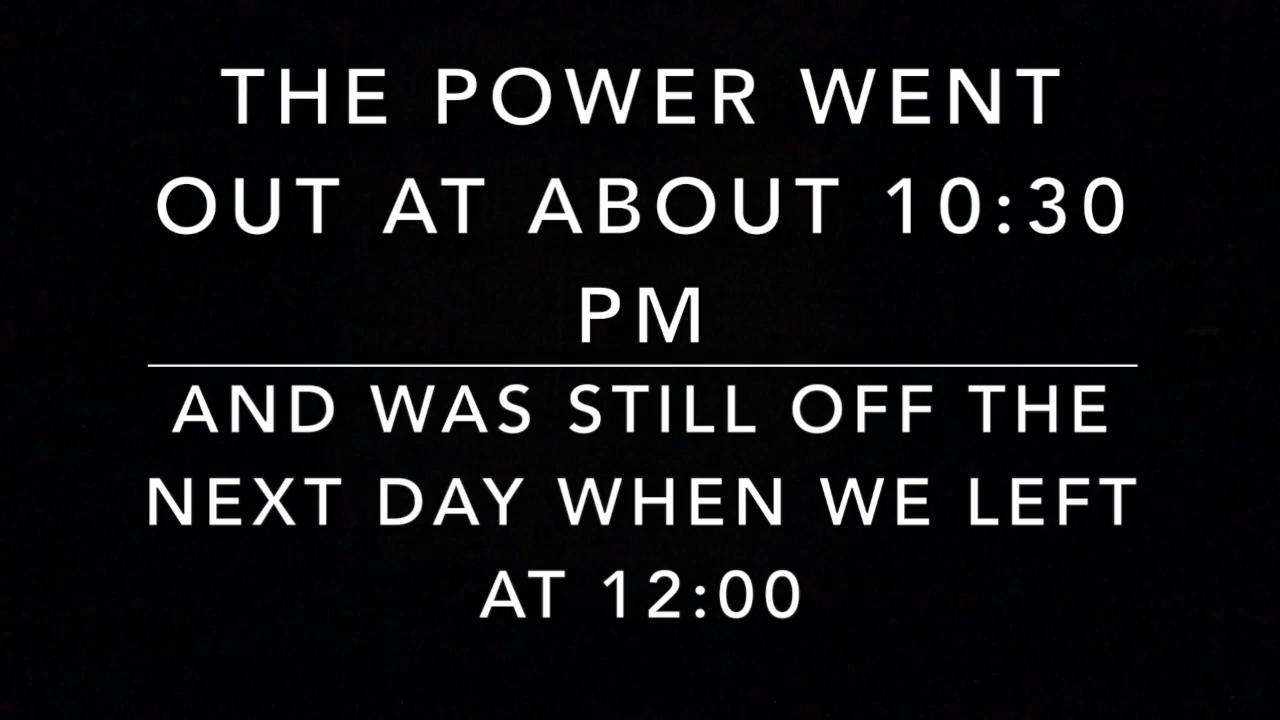 THE POWER WENT
OUT AT ABOUT 10:30
PM
AND WAS STILL OFF THE
NEXT DAY WHEN WE LEFT
AT 12:00